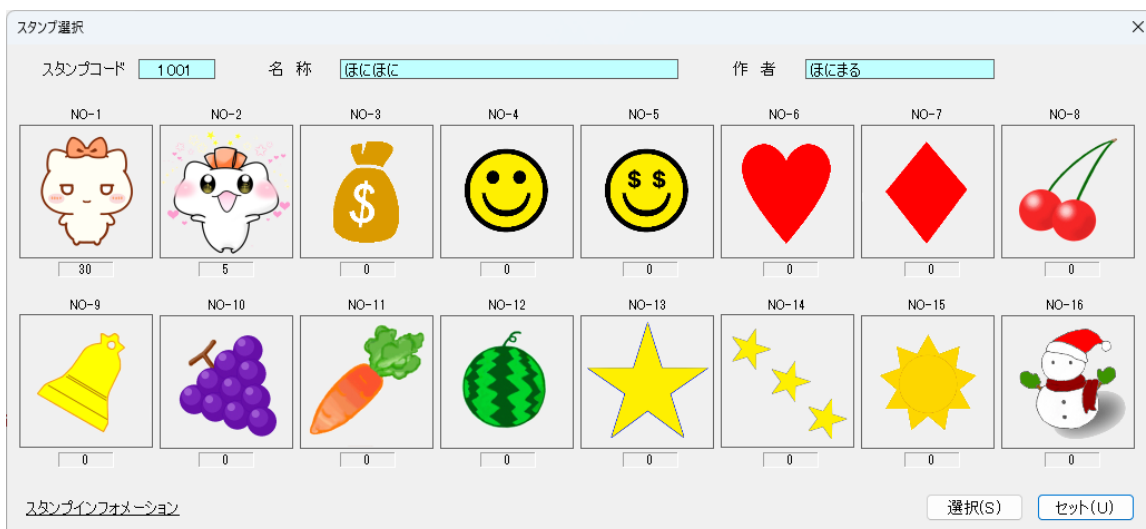 スタンプ選択
スタンプコード 1001 名 称 ほにほに 作 者 ほにまる
NO-1 NO-2 NO-3 NO-4 NO-5 NO-6 NO-7 NO-8
$ $ $
30 5 0 0 0 0 0 0
NO-9 NO-10 NO-11 NO-12 NO-13 NO-14 NO-15 NO-16
0 0 0 0 0 0 0 0
スタンプインフォメーション 選択(S) セット(U)